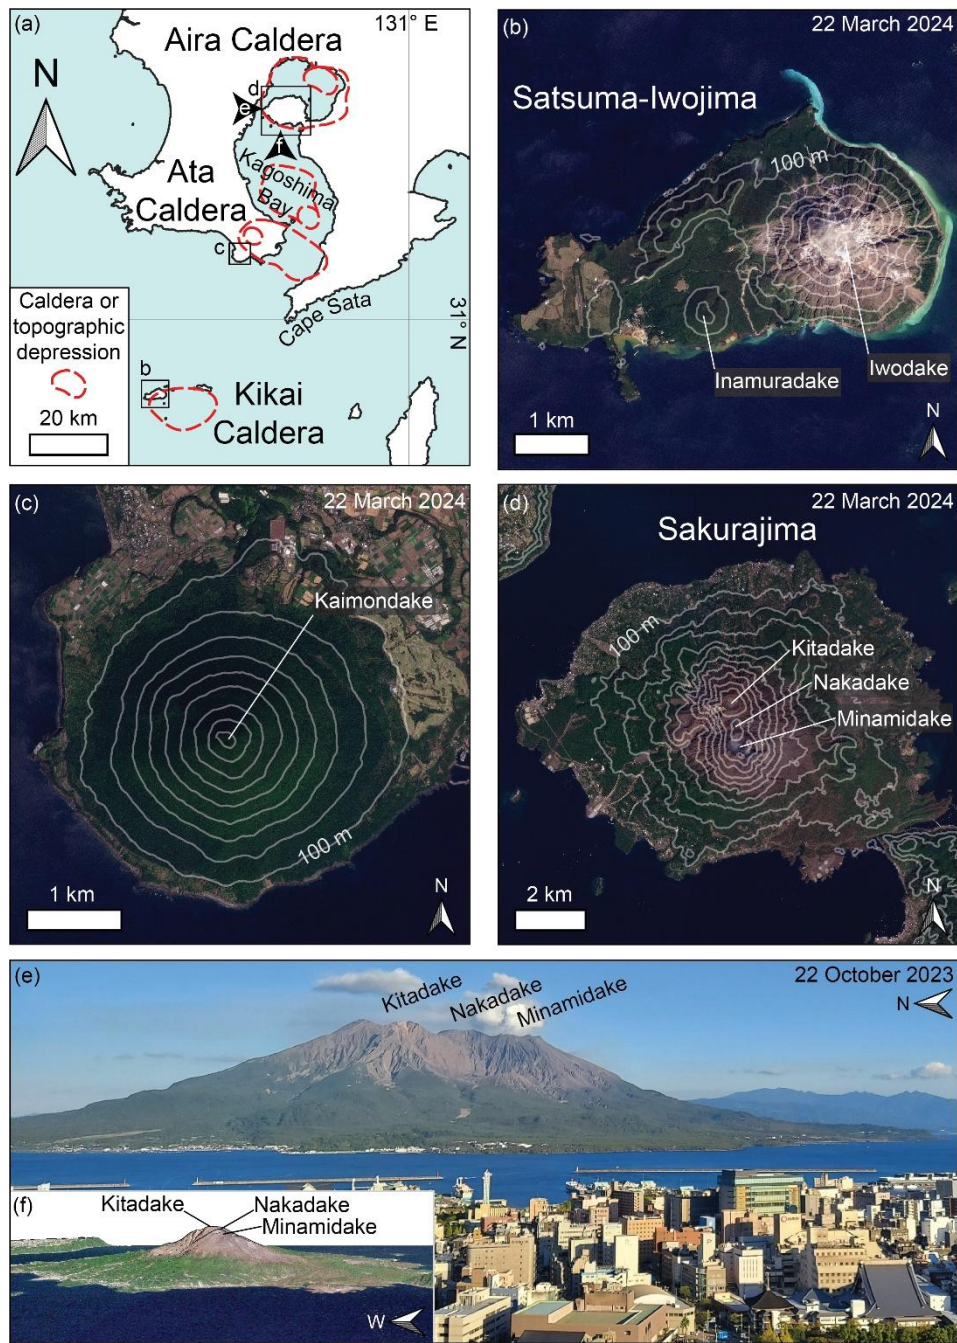 (a)
131° E
Aira Caldera
N
d
e
f
Ata
Caldera
Kagoshima
Bay
c
Cape Sata
31° N
Caldera or
topographic
depression
20 km
b
Kikai
Caldera
(b)
22 March 2024
Satsuma-Iwojima
100 m
Iwodake
Inamuradake
1 km
N
(c)
22 March 2024
Kaimondake
100 m
1 km
N
(d)
22 March 2024
Sakurajima
100 m
Kitadake
Nakadake
Minamidake
2 km
N
(e)
22 October 2023
Kitadake
Nakadake
Minamidake
N
(f)
Kitadake
Nakadake
Minamidake
W